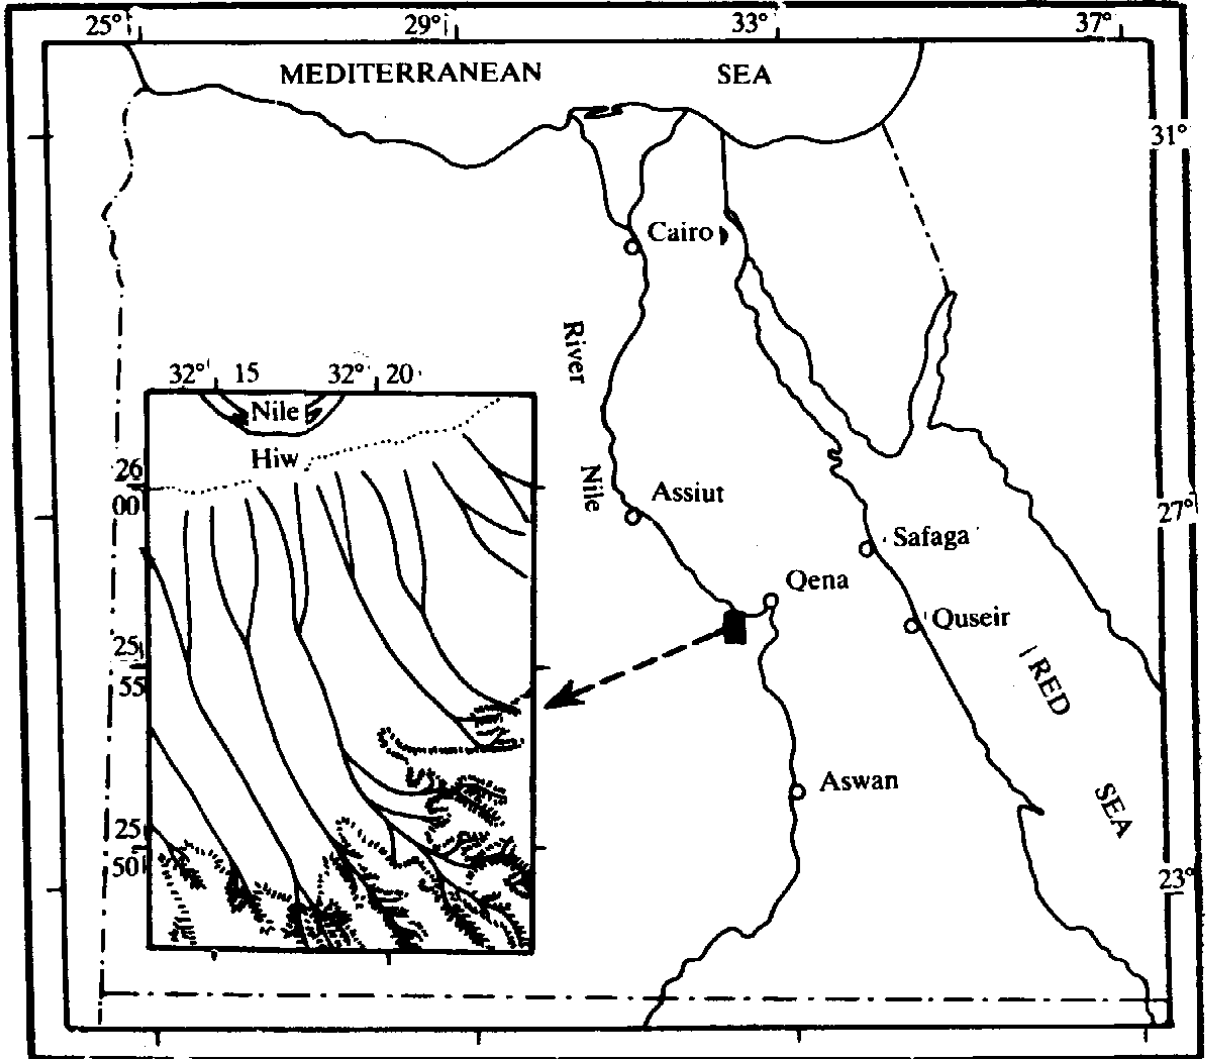 25° 29° 33° 37°
MEDITERRANEAN SEA
31°
Cairo
River
Nile
32° 15 32° 20
Nile
Hiw
26
00
Assiut
27°
Safaga
Qena
Quseir
25
55
RED
SEA
Aswan
25
50
23°